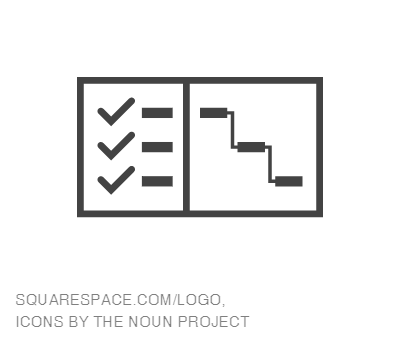 SQUARESPACE.COM/LOGO,
ICONS BY THE NOUN PROJECT